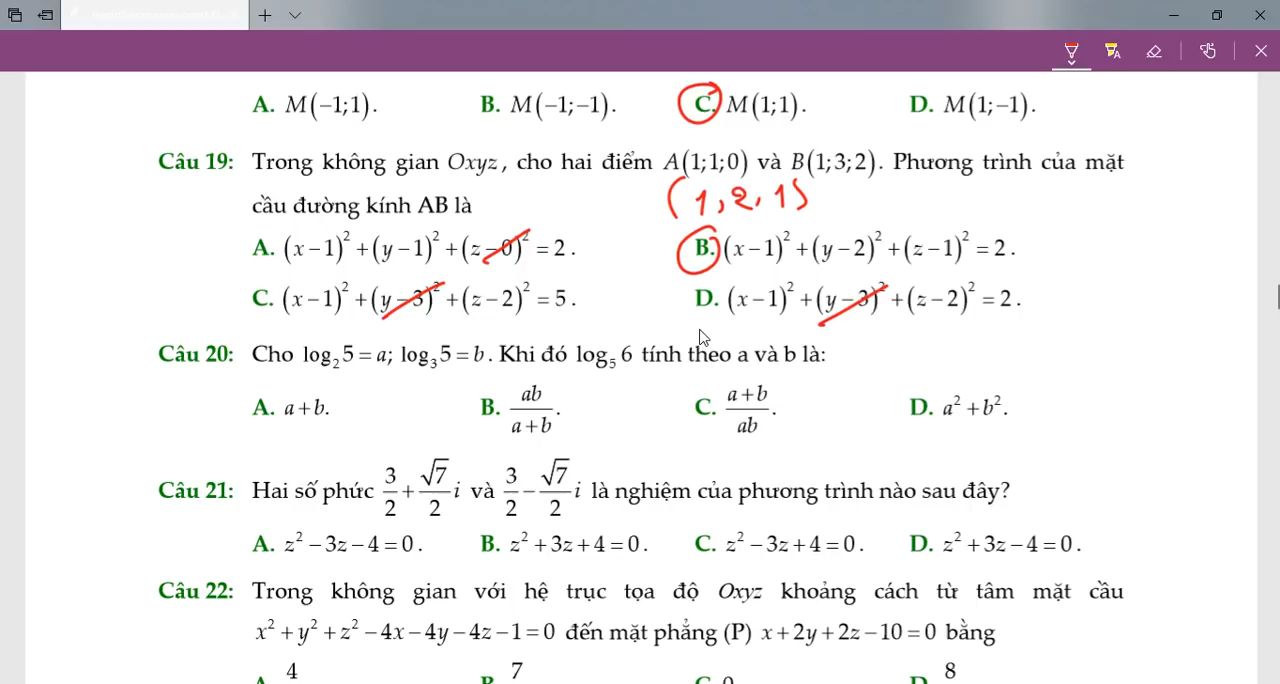 A. M(−1;1). B. M(−1;−1). C. M(1;1). D. M(1;−1).
Câu 19: Trong không gian Oxyz, cho hai điểm A(1;1;0) và B(1;3;2). Phương trình của mặt
cầu đường kính AB là
(1,2,1)
A. (x−1)² + (y−1)² + (z−0)² = 2. B. (x−1)² + (y−2)² + (z−1)² = 2.
C. (x−1)² + (y−3)² + (z−2)² = 5. D. (x−1)² + (y−3)² + (z−2)² = 2.
Câu 20: Cho log₂5 = a; log₃5 = b. Khi đó log₅6 tính theo a và b là:
A. a+b. B. ab/(a+b). C. (a+b)/ab. D. a² + b².
Câu 21: Hai số phức 3/2 + √7/2 i và 3/2 − √7/2 i là nghiệm của phương trình nào sau đây?
A. z² − 3z − 4 = 0. B. z² + 3z + 4 = 0. C. z² − 3z + 4 = 0. D. z² + 3z − 4 = 0.
Câu 22: Trong không gian với hệ trục tọa độ Oxyz khoảng cách từ tâm mặt cầu
x² + y² + z² − 4x − 4y − 4z − 1 = 0 đến mặt phẳng (P) x + 2y + 2z − 10 = 0 bằng
4 7 8